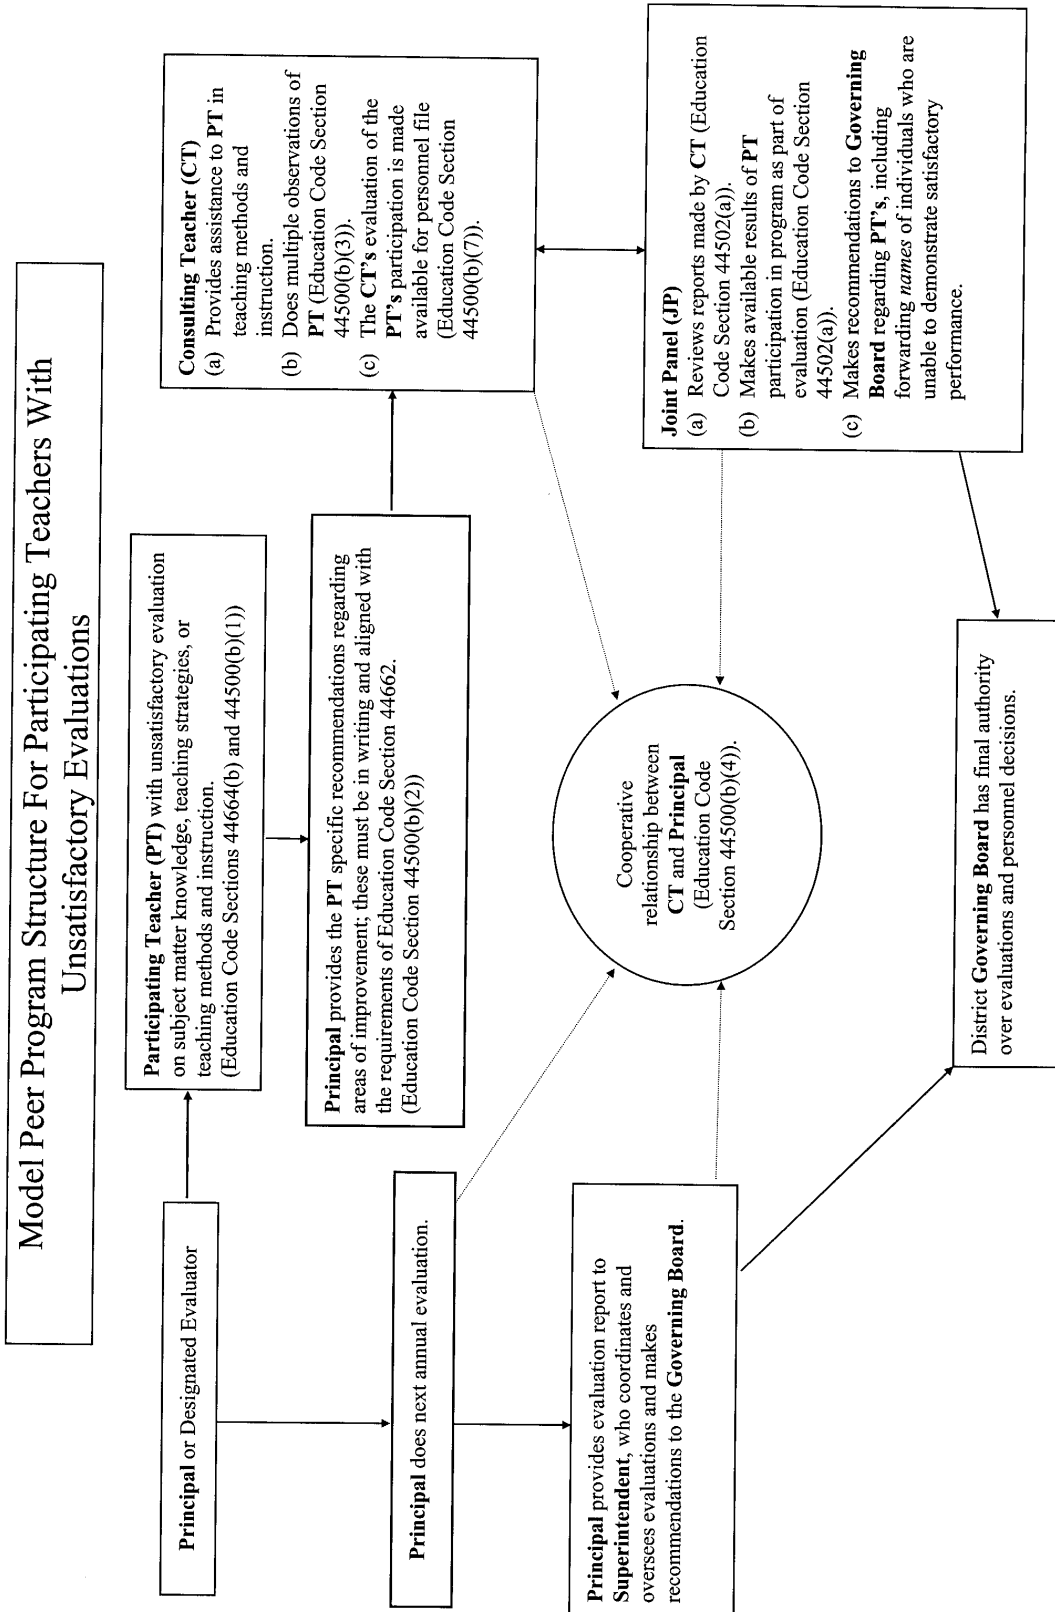 Model Peer Program Structure For Participating Teachers With
Unsatisfactory Evaluations
Principal or Designated Evaluator
Participating Teacher (PT) with unsatisfactory evaluation
on subject matter knowledge, teaching strategies, or
teaching methods and instruction.
(Education Code Sections 44664(b) and 44500(b)(1))
Principal provides the PT specific recommendations regarding
areas of improvement; these must be in writing and aligned with
the requirements of Education Code Section 44662.
(Education Code Section 44500(b)(2))
Consulting Teacher (CT)
(a) Provides assistance to PT in
teaching methods and
instruction.
(b) Does multiple observations of
PT (Education Code Section
44500(b)(3)).
(c) The CT's evaluation of the
PT's participation is made
available for personnel file
(Education Code Section
44500(b)(7)).
Principal does next annual evaluation.
Principal provides evaluation report to
Superintendent, who coordinates and
oversees evaluations and makes
recommendations to the Governing Board.
Cooperative
relationship between
CT and Principal
(Education Code
Section 44500(b)(4)).
Joint Panel (JP)
(a) Reviews reports made by CT (Education
Code Section 44502(a)).
(b) Makes available results of PT
participation in program as part of
evaluation (Education Code Section
44502(a)).
(c) Makes recommendations to Governing
Board regarding PT's, including
forwarding names of individuals who are
unable to demonstrate satisfactory
performance.
District Governing Board has final authority
over evaluations and personnel decisions.